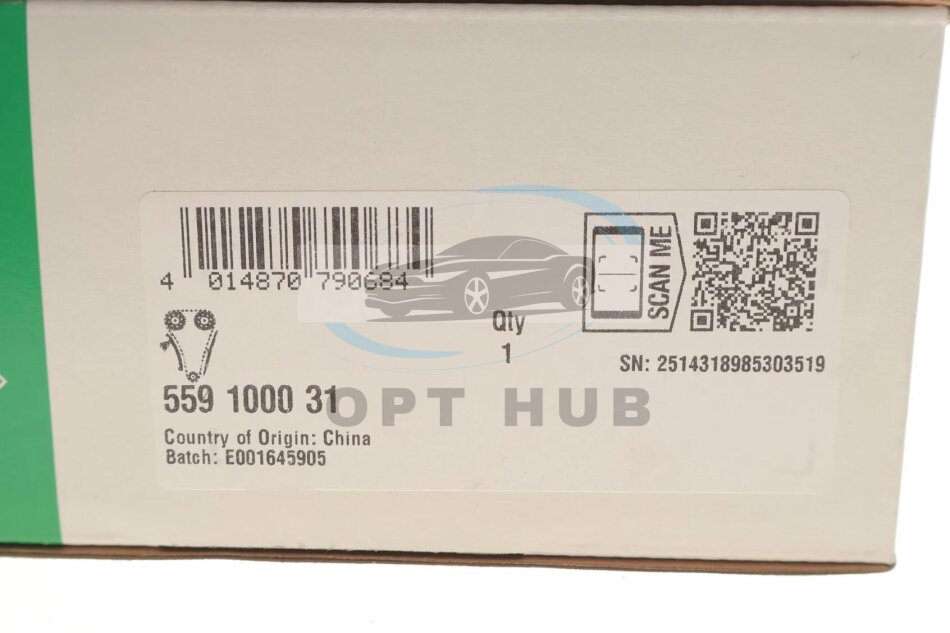 4 014870 790684
SCAN ME
Qty
1
SN: 2514318985303519
559 1000 31
OPT HUB
Country of Origin: China
Batch: E001645905